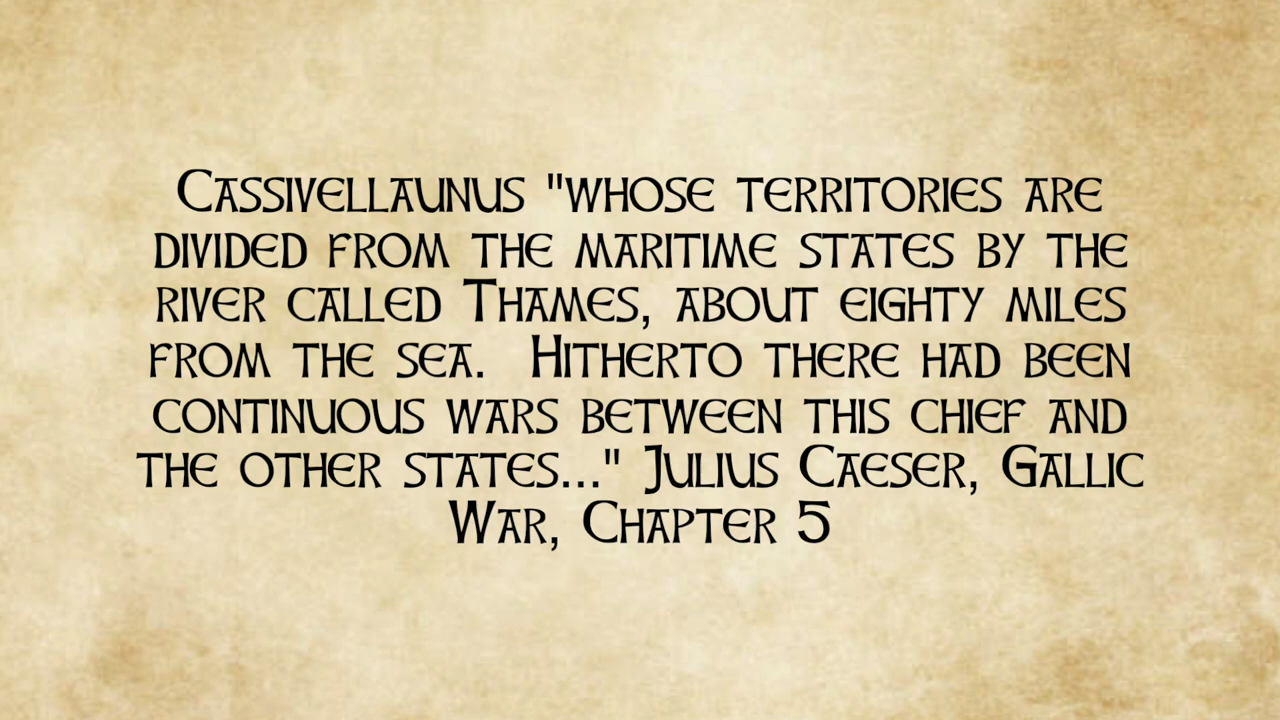 Cassivellaunus "whose territories are
divided from the maritime states by the
river called Thames, about eighty miles
from the sea.  Hitherto there had been
continuous wars between this chief and
the other states..." Julius Caeser, Gallic
War, Chapter 5